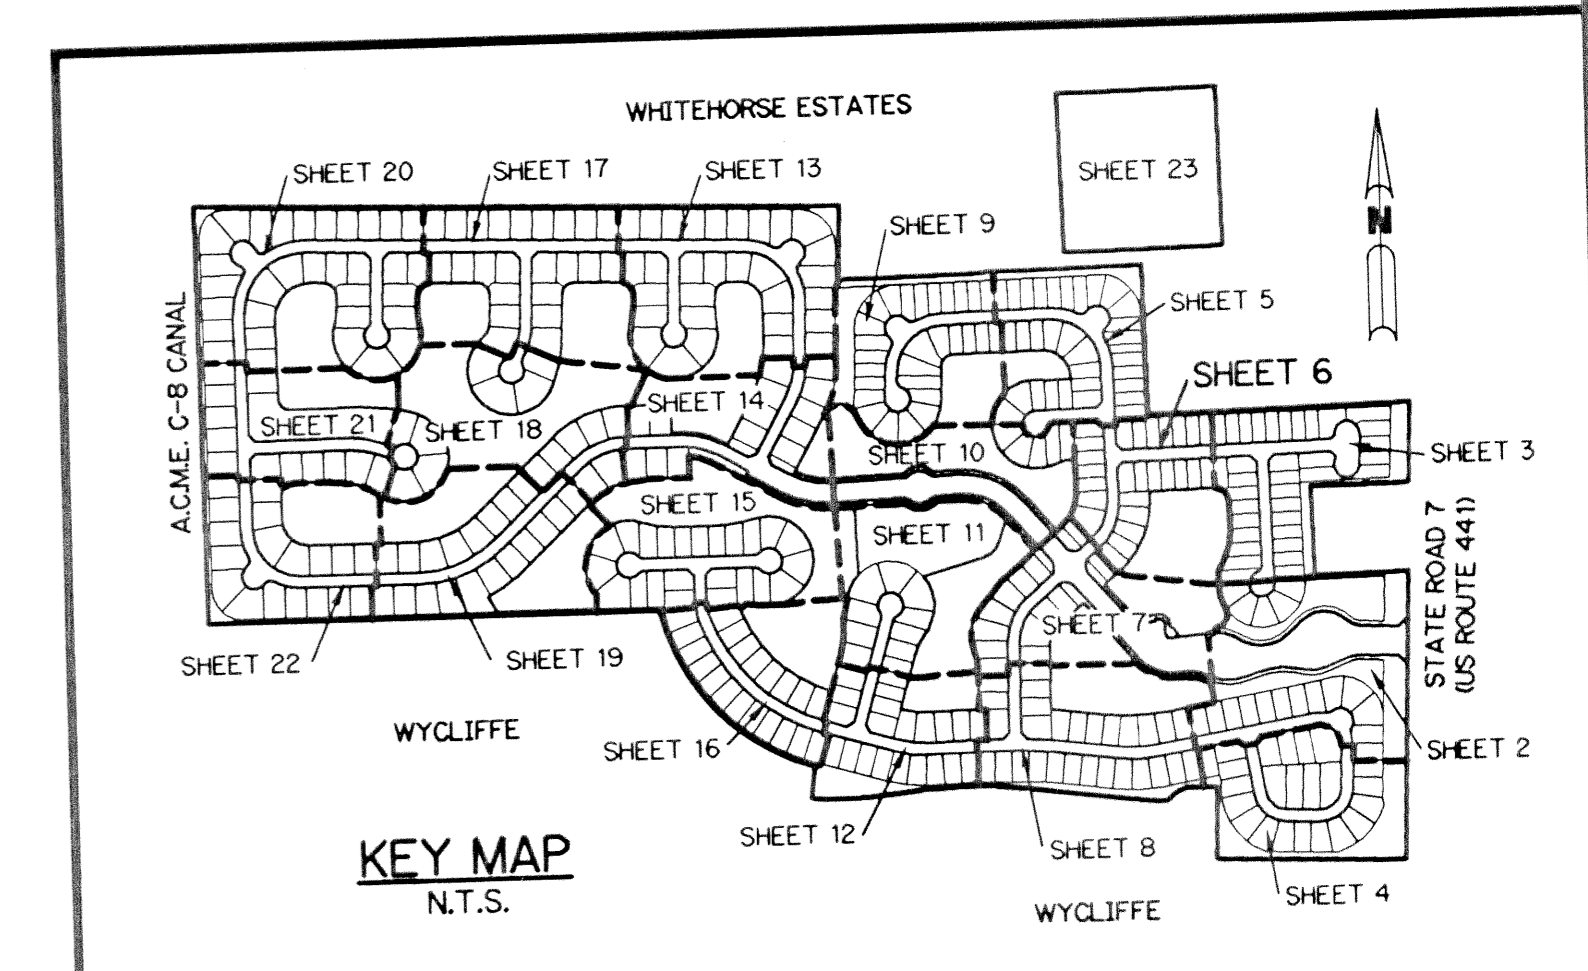 WHITEHORSE ESTATES
SHEET 20
SHEET 17
SHEET 13
SHEET 23
N
SHEET 9
SHEET 5
A.C.M.E. C-8 CANAL
SHEET 6
SHEET 14
SHEET 21
SHEET 18
SHEET 10
SHEET 3
SHEET 15
SHEET 11
STATE ROAD 7
(US ROUTE 441)
SHEET 7
SHEET 22
SHEET 19
WYCLIFFE
SHEET 16
SHEET 2
SHEET 12
SHEET 8
KEY MAP
N.T.S.
SHEET 4
WYCLIFFE